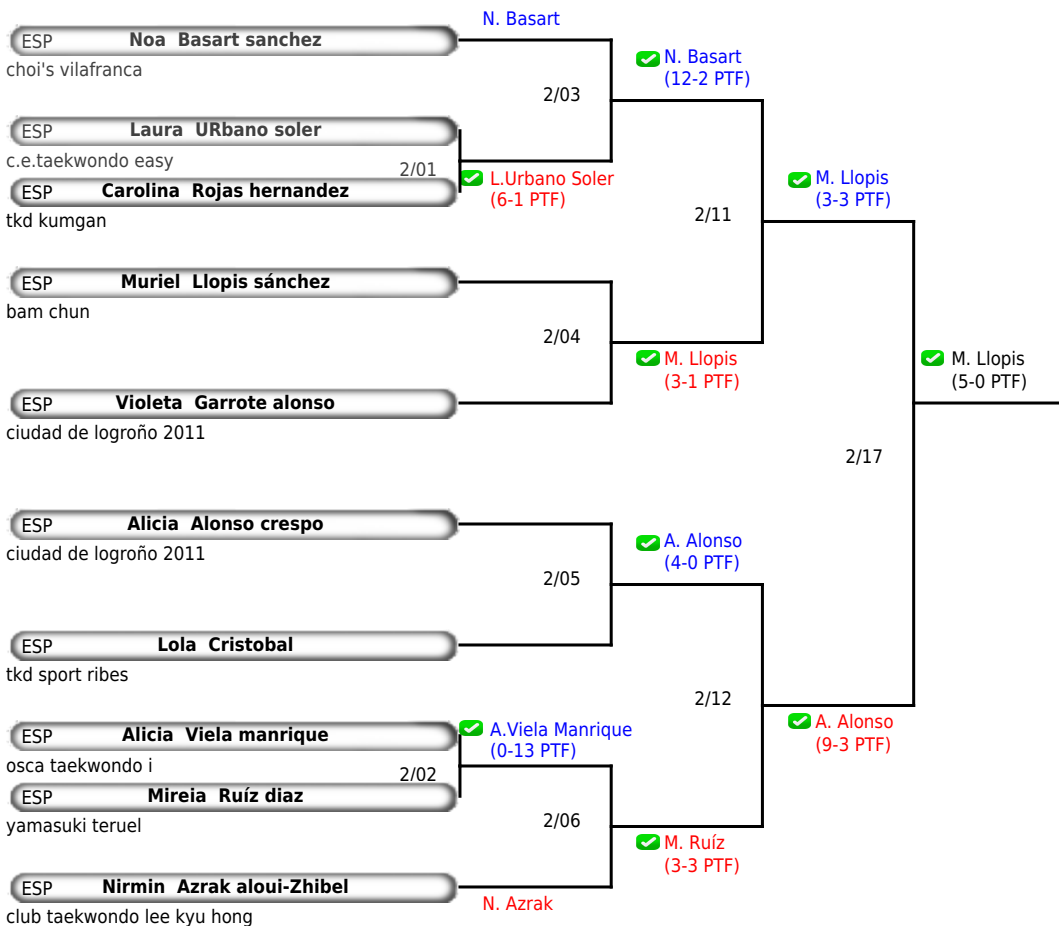 N. Basart
ESP Noa Basart sanchez
choi's vilafranca
N. Basart
(12-2 PTF)
2/03
ESP Laura URbano soler
c.e.taekwondo easy
2/01
ESP Carolina Rojas hernandez
tkd kumgan
L.Urbano Soler
(6-1 PTF)
M. Llopis
(3-3 PTF)
2/11
ESP Muriel Llopis sánchez
bam chun
2/04
M. Llopis
(3-1 PTF)
M. Llopis
(5-0 PTF)
ESP Violeta Garrote alonso
ciudad de logroño 2011
2/17
ESP Alicia Alonso crespo
ciudad de logroño 2011
A. Alonso
(4-0 PTF)
2/05
ESP Lola Cristobal
tkd sport ribes
2/12
A. Alonso
(9-3 PTF)
ESP Alicia Viela manrique
osca taekwondo i
A.Viela Manrique
(0-13 PTF)
2/02
ESP Mireia Ruíz diaz
yamasuki teruel
2/06
M. Ruíz
(3-3 PTF)
ESP Nirmin Azrak aloui-Zhibel
club taekwondo lee kyu hong
N. Azrak